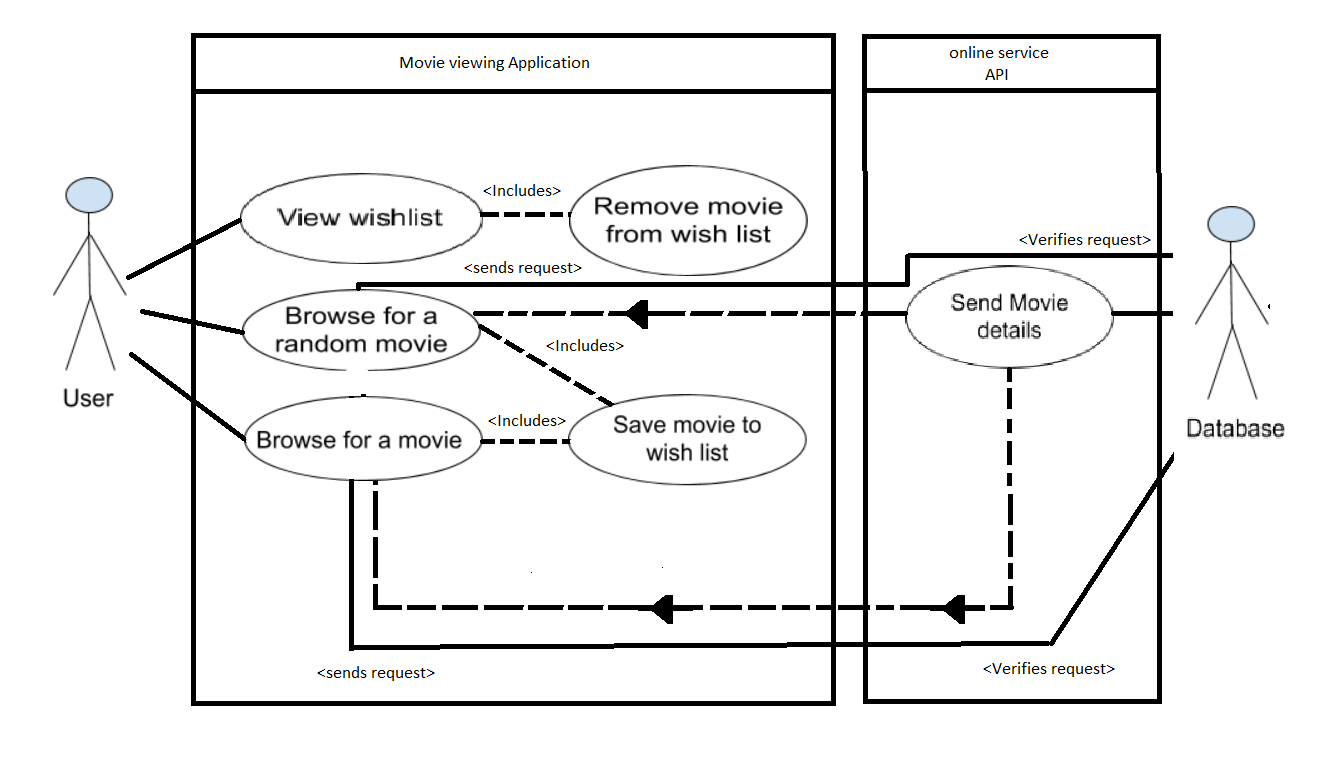 Movie viewing Application
online service
API
<Includes>
View wishlist
Remove movie
from wish list
<Verifies request>
<sends request>
Browse for a
random movie
Send Movie
details
<Includes>
User
<Includes>
Browse for a movie
Save movie to
wish list
Database
<sends request>
<Verifies request>